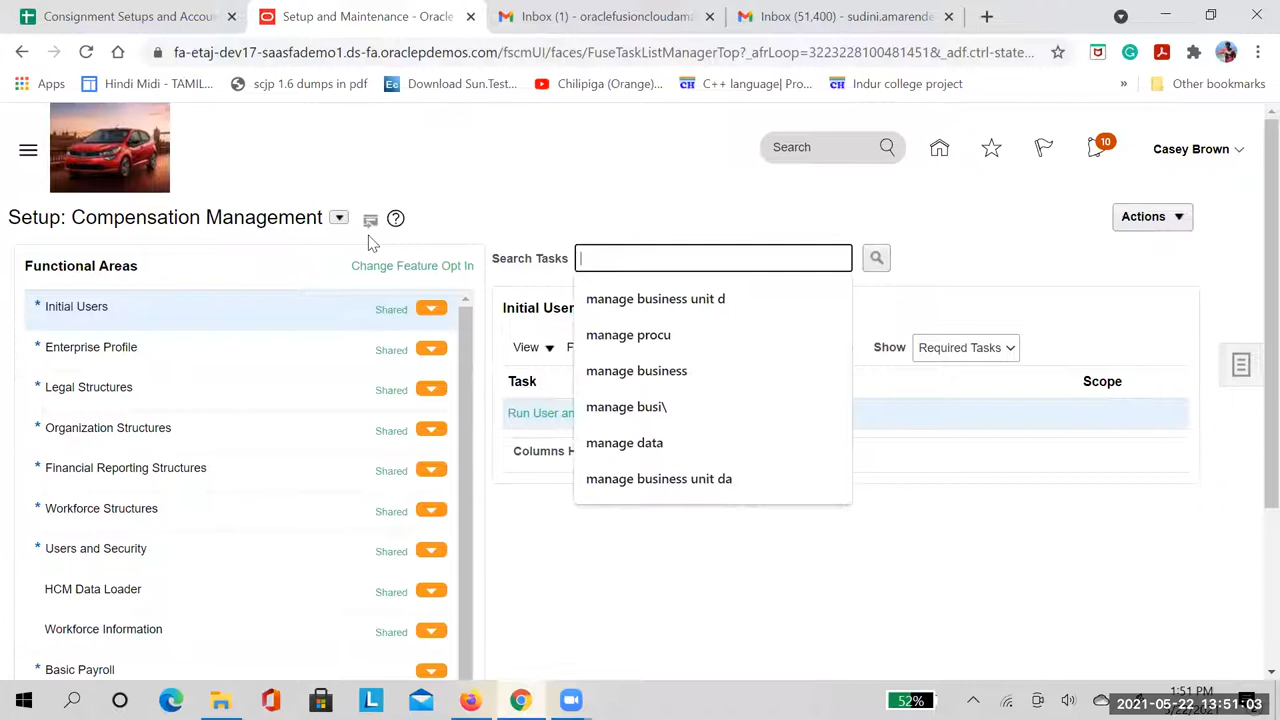 Consignment Setups and Accou
Setup and Maintenance - Oracle
Inbox (1) - oraclefusioncloudam
Inbox (51,400) - sudini.amarende
fa-etaj-dev17-saasfademo1.ds-fa.oraclepdemos.com/fscmUI/faces/FuseTaskListManagerTop?_afrLoop=3223228100481451&_adf.ctrl-state...
Apps
Hindi Midi - TAMIL...
scjp 1.6 dumps in pdf
Download Sun.Test...
Chilipiga (Orange)...
C++ language| Pro...
Indur college project
»
Other bookmarks
Search
10
Casey Brown
Setup: Compensation Management
Actions
Functional Areas
Change Feature Opt In
Search Tasks
* Initial Users Shared
* Enterprise Profile Shared
* Legal Structures Shared
* Organization Structures Shared
* Financial Reporting Structures Shared
* Workforce Structures Shared
* Users and Security Shared
HCM Data Loader Shared
Workforce Information Shared
* Basic Payroll
manage business unit d
manage procu
manage business
manage busi\
manage data
manage business unit da
Initial User
View
F
Show
Required Tasks
Task
Scope
Run User an
Columns H
52%
1:51 PM
2021-05-22 13:51:03